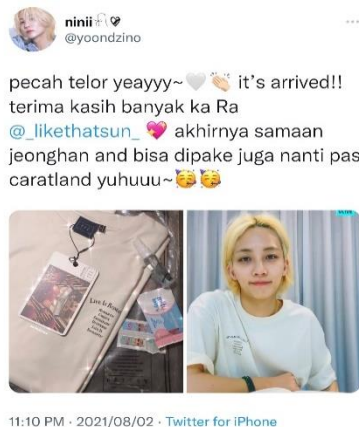 ninii
@yoondzino
pecah telor yeayyy~🤍👏🏻 it's arrived!!
terima kasih banyak ka Ra
@_likethatsun_ 💖 akhirnya samaan
jeonghan and bisa dipake juga nanti pas
caratland yuhuuu~🥳🥳
11:10 PM · 2021/08/02 · Twitter for iPhone